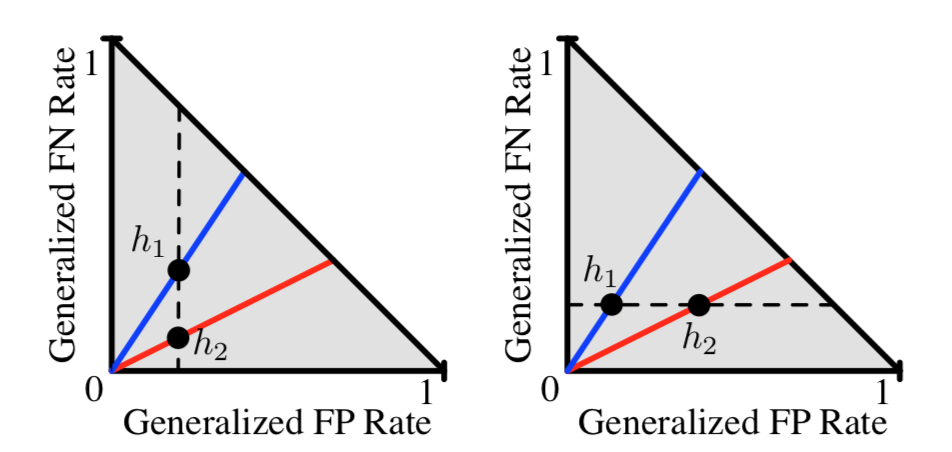 Generalized FN Rate
1
h₁
h₂
0
1
Generalized FP Rate
Generalized FN Rate
1
h₁
h₂
0
1
Generalized FP Rate